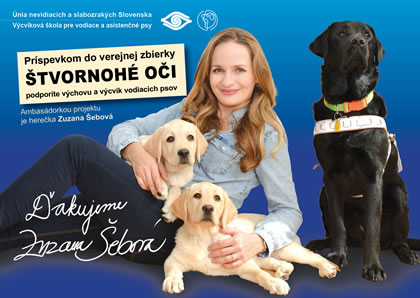 Únia nevidiacich a slabozrakých Slovenska
Výcviková škola pre vodiace a asistenčné psy
Príspevkom do verejnej zbierky
ŠTVORNOHÉ OČI
podporíte výchovu a výcvik vodiacich psov
Ambasádorkou projektu
je herečka Zuzana Šebová
Ďakujeme
Zuzana Šebová